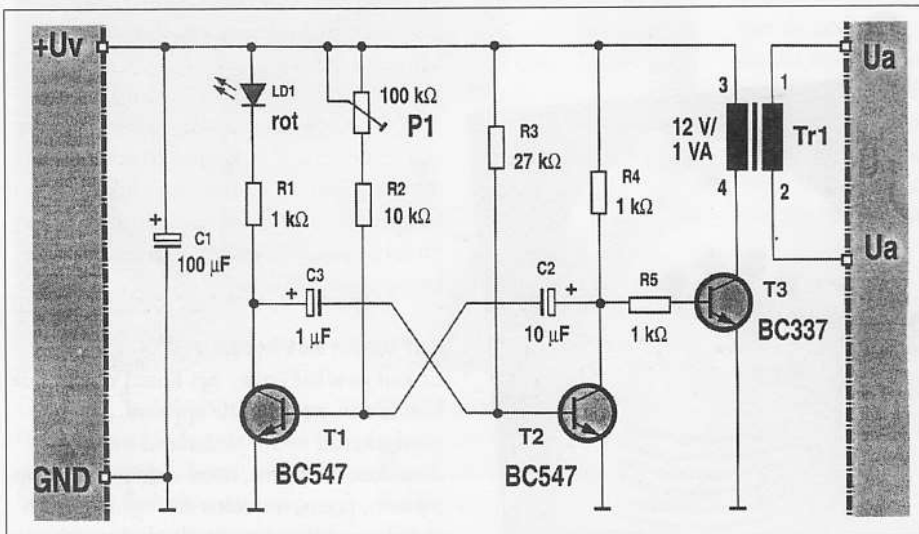 +Uv
LD1
rot
100 kΩ
P1
R1
1 kΩ
R2
10 kΩ
R3
27 kΩ
R4
1 kΩ
3
1
12 V/
1 VA
Tr1
4
2
Ua
Ua
+
C1
100 µF
+
C3
1 µF
C2
+
10 µF
R5
1 kΩ
T3
BC337
T1
BC547
T2
BC547
GND